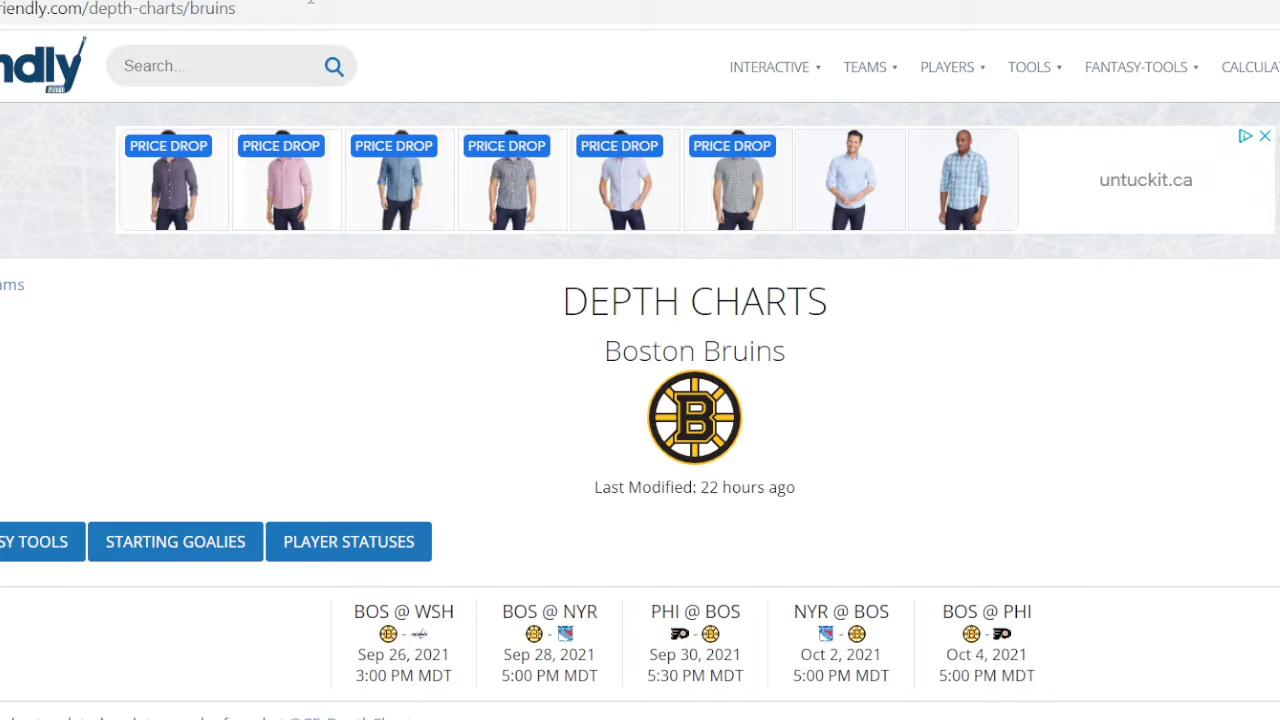 riendly.com/depth-charts/bruins
ndly
Search...
INTERACTIVE ▾ TEAMS ▾ PLAYERS ▾ TOOLS ▾ FANTASY-TOOLS ▾ CALCULA
PRICE DROP PRICE DROP PRICE DROP PRICE DROP PRICE DROP PRICE DROP
untuckit.ca
ams
DEPTH CHARTS
Boston Bruins
B
Last Modified: 22 hours ago
SY TOOLS STARTING GOALIES PLAYER STATUSES
BOS @ WSH BOS @ NYR PHI @ BOS NYR @ BOS BOS @ PHI
- - - - -
Sep 26, 2021 Sep 28, 2021 Sep 30, 2021 Oct 2, 2021 Oct 4, 2021
3:00 PM MDT 5:00 PM MDT 5:30 PM MDT 5:00 PM MDT 5:00 PM MDT